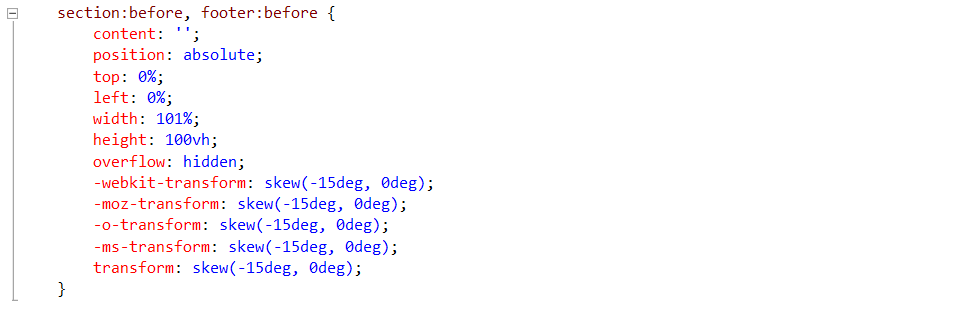 section:before, footer:before {
content: '';
position: absolute;
top: 0%;
left: 0%;
width: 101%;
height: 100vh;
overflow: hidden;
-webkit-transform: skew(-15deg, 0deg);
-moz-transform: skew(-15deg, 0deg);
-o-transform: skew(-15deg, 0deg);
-ms-transform: skew(-15deg, 0deg);
transform: skew(-15deg, 0deg);
}